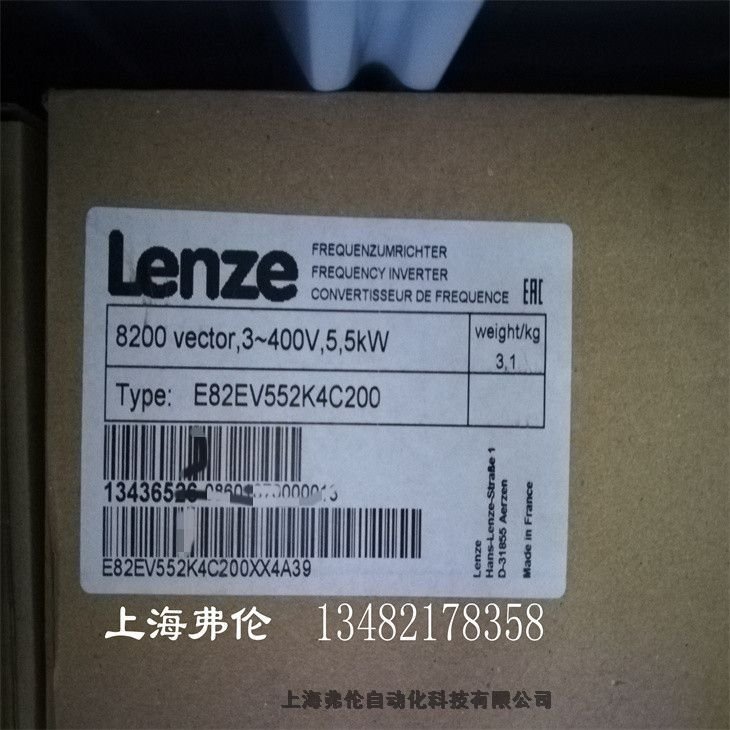 Lenze
FREQUENZUMRICHTER
FREQUENCY INVERTER
CONVERTISSEUR DE FREQUENCE
EAC
8200 vector,3~400V,5,5kW
weight/kg
3,1
Type: E82EV552K4C200
E82EV552K4C200XX4A39
Lenze
Hans-Lenze-Straße 1
D-31855 Aerzen
Made in France
上海弗伦 13482178358
上海弗伦自动化科技有限公司